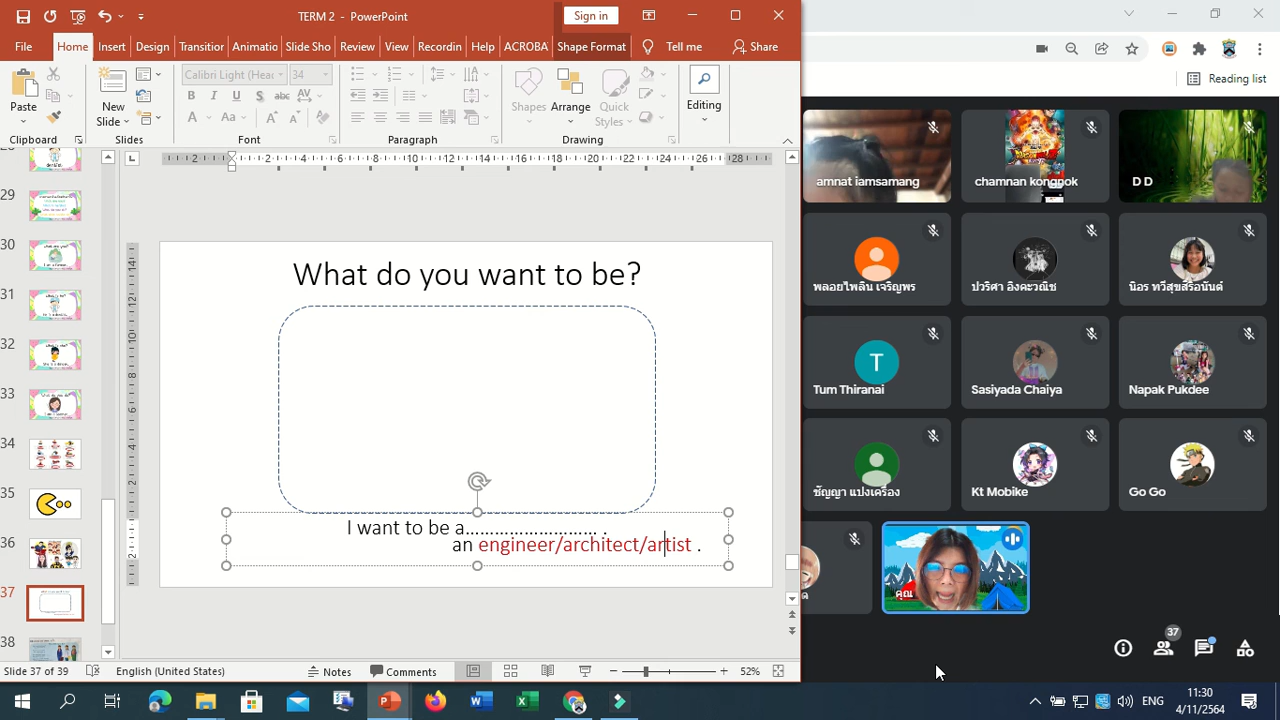 TERM 2 - PowerPoint
Sign in
File Home Insert Design Transition Animatio Slide Sho Review View Recordin Help ACROBA Shape Format Tell me Share
Reading list
Calibri Light (Head 34
Paste
New
Slide
Shapes
Arrange
Quick
Styles
Editing
Clipboard Slides Font Paragraph Drawing
29
30
31
32
33
34
35
36
37
38
What do you want to be?
I want to be a........................ .
an engineer/architect/artist .
amnat iamsamang
chamnan kongnok
D D
พลอยไพลิน เจริญพร
ปวริศา อิงคะวณิช
น้อร ทวีสุขสิริอนันต์
T
Tum Thiranai
Sasiyada Chaiya
Napak Pukdee
ชัญญา แปงเครื่อง
Kt Mobike
Go Go
37
Slide 37 of 39 English (United States) Notes Comments 52%
ENG
11:30
4/11/2564